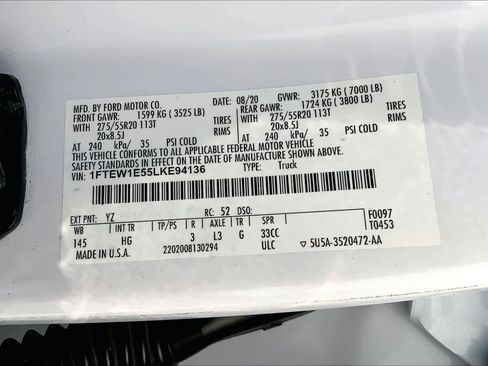 MFD. BY FORD MOTOR CO. 08/20 GVWR: 3175 KG ( 7000 LB)
FRONT GAWR: 1599 KG ( 3525 LB) REAR GAWR: 1724 KG ( 3800 LB)
WITH 275/55R20 113T TIRES WITH 275/55R20 113T TIRES
20x8.5J 20x8.5J
AT 240 kPa/ 35 PSI COLD AT 240 kPa/ 35 PSI COLD
THIS VEHICLE CONFORMS TO ALL APPLICABLE FEDERAL MOTOR VEHICLE
SAFETY STANDARDS IN EFFECT ON THE DATE OF MANUFACTURE SHOWN ABOVE.
VIN: 1FTEW1E55LKE94136 TYPE: Truck
EXT PNT: YZ RC: 52 DSO: F0097
WB INT TR TP/PS R AXLE TR SPR T0453
145 HG 3 L3 G 33CC
MADE IN U.S.A. 2202008130294 ULC ▽ 5U5A-3520472-AA